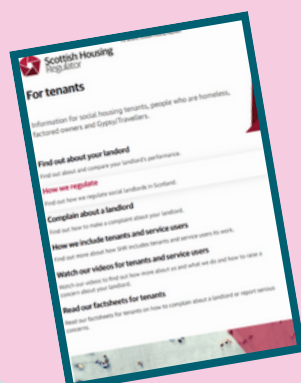 Scottish Housing
Regulator
For tenants
Information for social housing tenants, people who are homeless,
factored owners and Gypsy/Travellers.
Find out about your landlord
Find out about and compare your landlord's performance.
How we regulate
Find out how we regulate social landlords in Scotland.
Complain about a landlord
Find out how to make a complaint about your landlord.
How we include tenants and service users
Find out more about how SHR includes tenants and service users its work.
Watch our videos for tenants and service users
Watch our videos to find out more about us and what we do and how to raise a
concern about your landlord.
Read our factsheets for tenants
Read our factsheets for tenants on how to complain about a landlord or report serious
concerns.